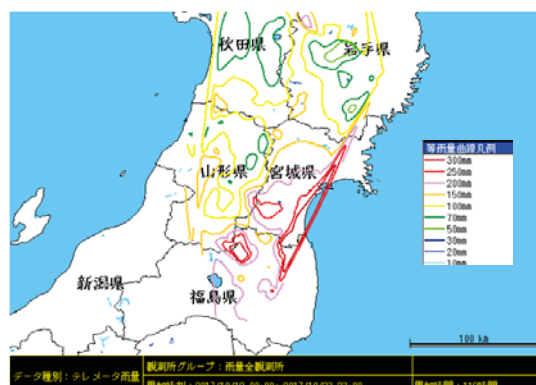 秋田県
岩手県
山形県
宮城県
新潟県
福島県
等雨量曲線凡例
300mm
250mm
200mm
150mm
100mm
70mm
50mm
30mm
20mm
10mm
100 km
データ種別：テレメータ雨量
観測所グループ：雨量全観測所